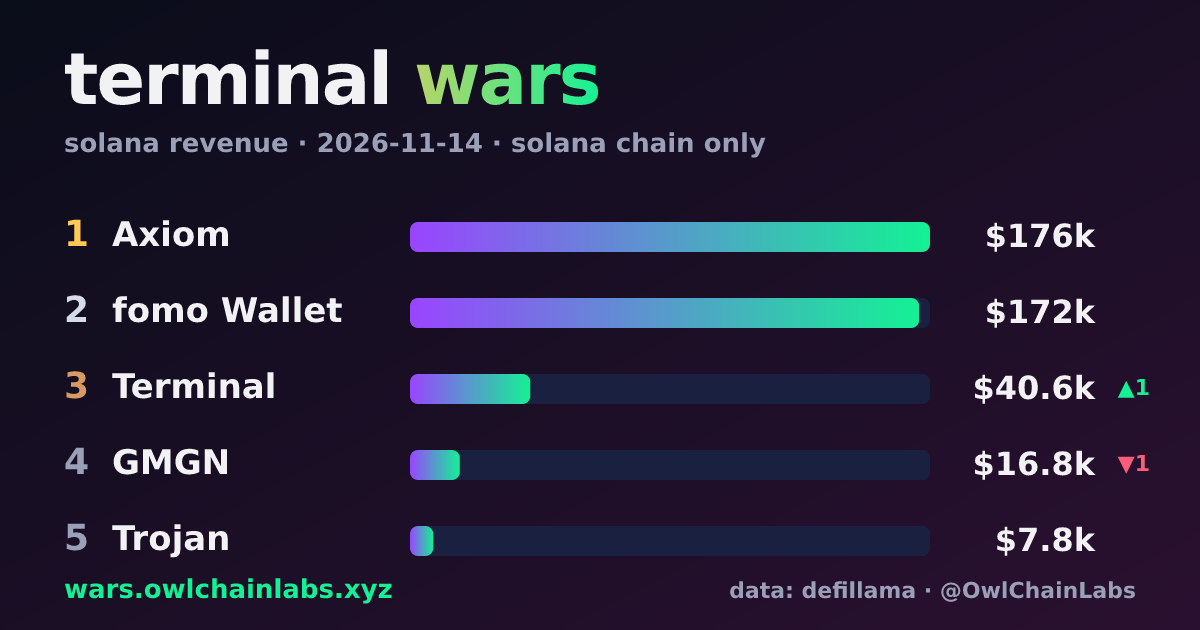 terminal wars
solana revenue · 2026-11-14 · solana chain only
1 Axiom $176k
2 fomo Wallet $172k
3 Terminal $40.6k ▲1
4 GMGN $16.8k ▼1
5 Trojan $7.8k
wars.owlchainlabs.xyz data: defillama · @OwlChainLabs